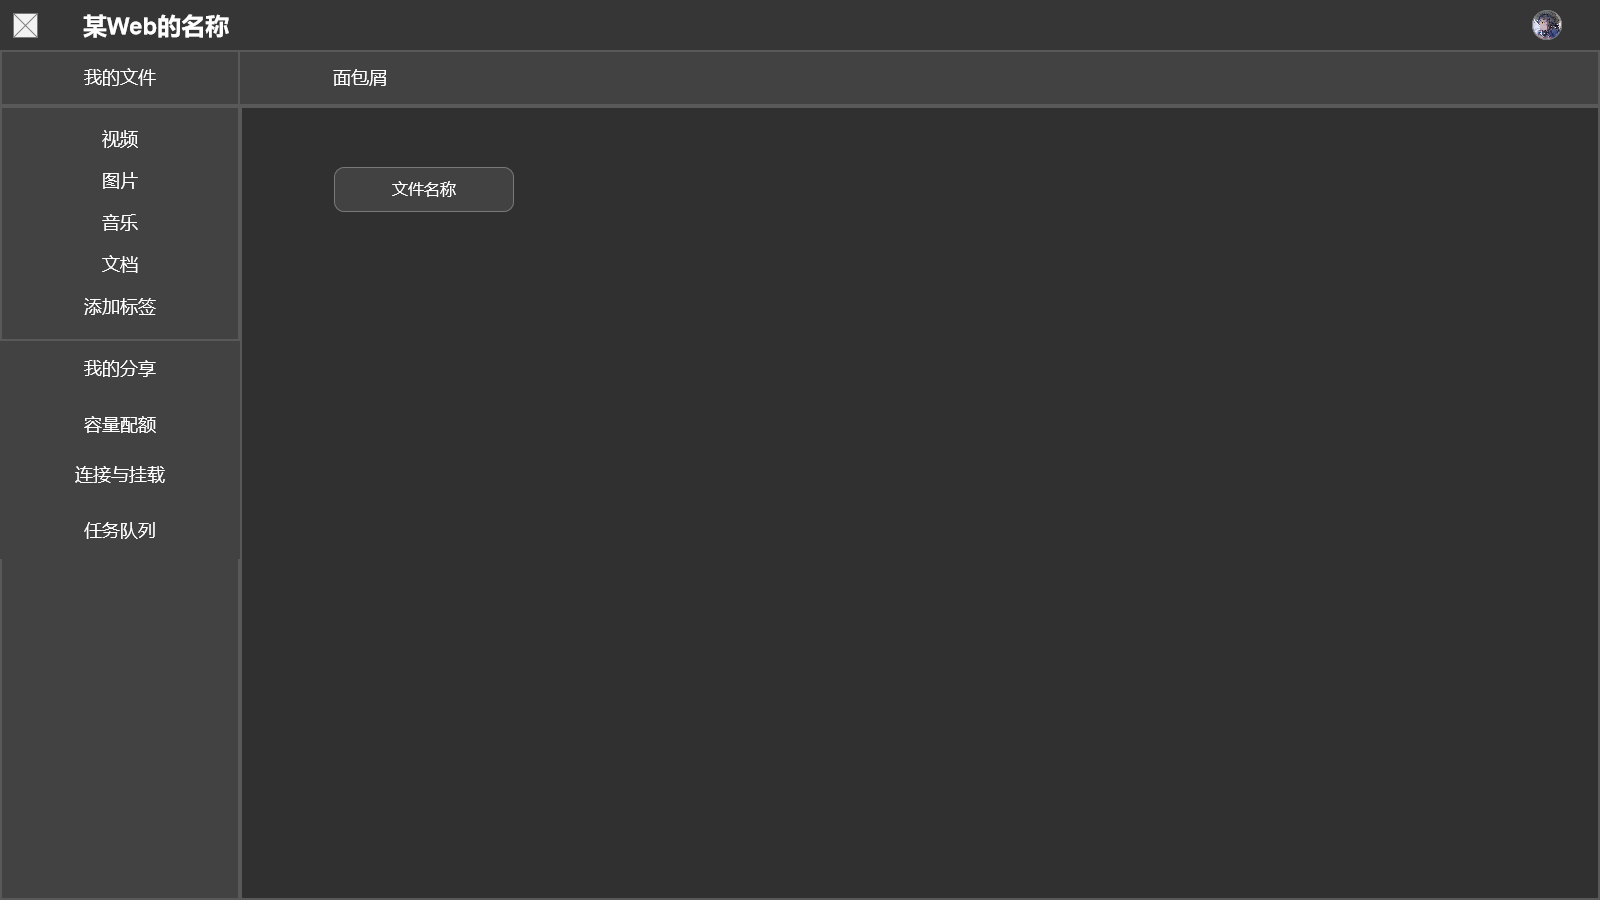 某Web的名称
我的文件
面包屑
视频
图片
音乐
文档
添加标签
文件名称
我的分享
容量配额
连接与挂载
任务队列